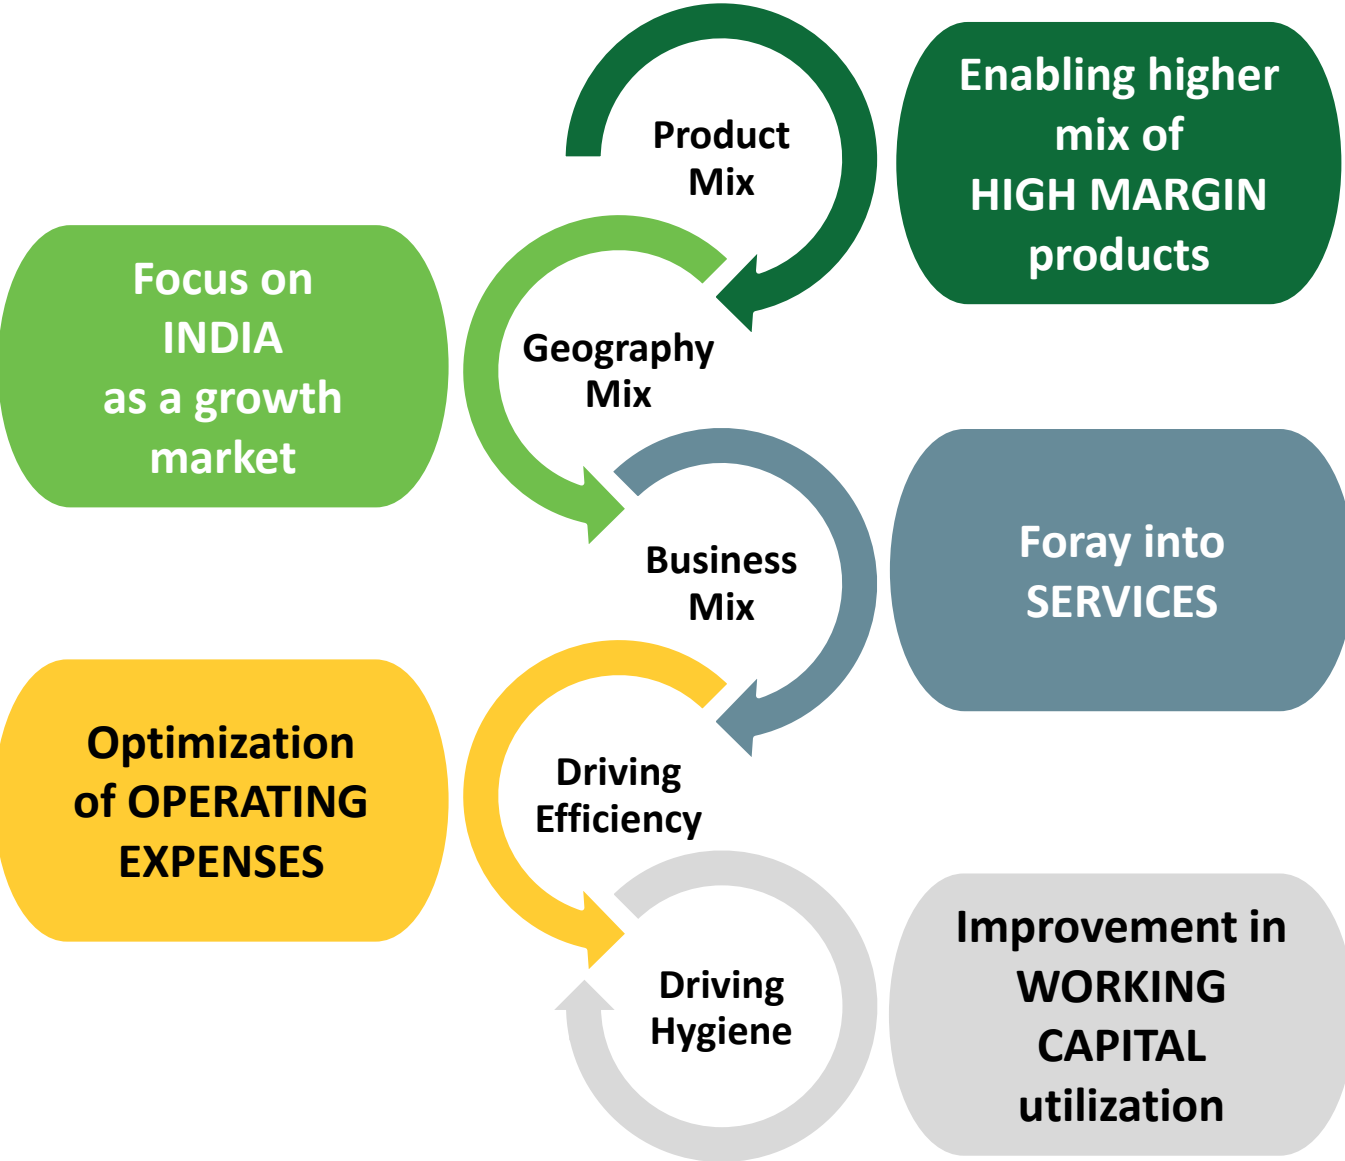 Product
Mix
Enabling higher
mix of
HIGH MARGIN
products
Focus on
INDIA
as a growth
market
Geography
Mix
Business
Mix
Foray into
SERVICES
Optimization
of OPERATING
EXPENSES
Driving
Efficiency
Driving
Hygiene
Improvement in
WORKING
CAPITAL
utilization